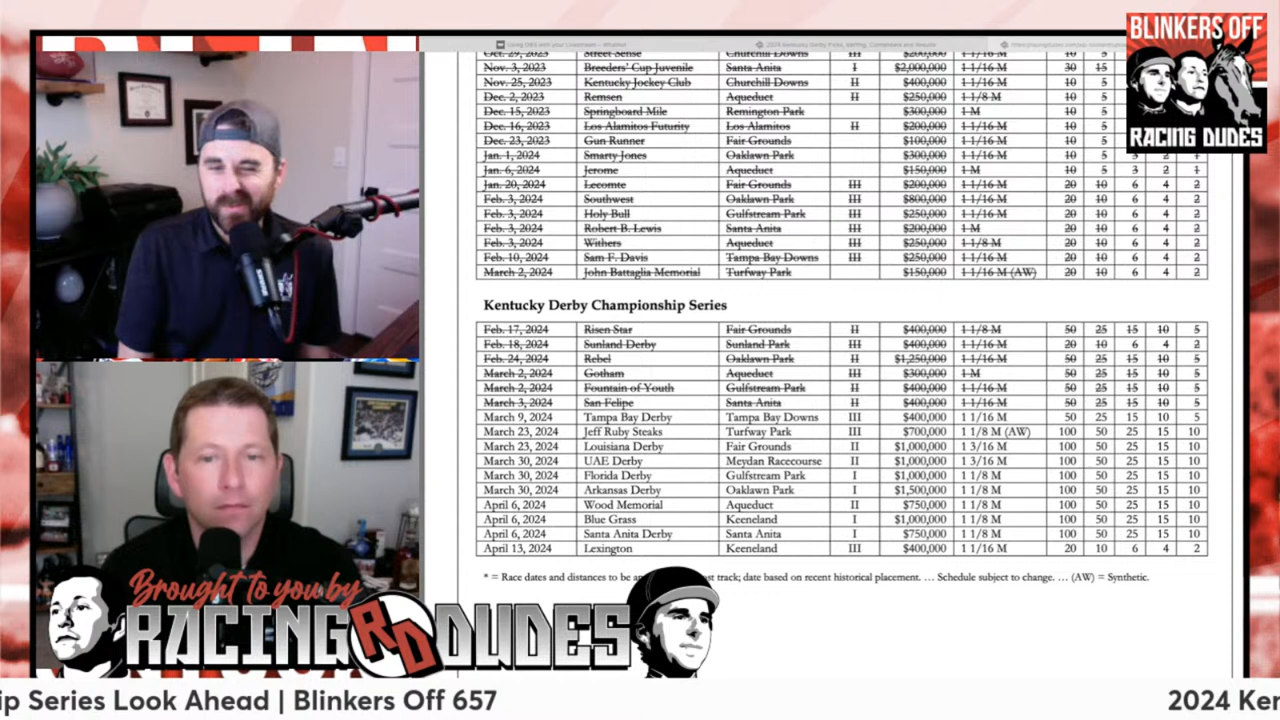 BLINKERS OFF
RACING DUDES
Oct. 29, 2023 Street Sense Churchill Downs III $200,000 1 1/16 M 10 5
Nov. 3, 2023 Breeders' Cup Juvenile Santa Anita I $2,000,000 1 1/16 M 30 15
Nov. 25, 2023 Kentucky Jockey Club Churchill Downs II $400,000 1 1/16 M 10 5
Dec. 2, 2023 Remsen Aqueduct II $250,000 1 1/8 M 10 5
Dec. 15, 2023 Springboard Mile Remington Park $300,000 1 M 10 5
Dec. 16, 2023 Los Alamitos Futurity Los Alamitos II $200,000 1 1/16 M 10 5
Dec. 23, 2023 Gun Runner Fair Grounds $100,000 1 1/16 M 10 5
Jan. 1, 2024 Smarty Jones Oaklawn Park $300,000 1 1/16 M 10 5 3 2 1
Jan. 6, 2024 Jerome Aqueduct $150,000 1 M 10 5 3 2 1
Jan. 20, 2024 Lecomte Fair Grounds III $200,000 1 1/16 M 20 10 6 4 2
Feb. 3, 2024 Southwest Oaklawn Park III $800,000 1 1/16 M 20 10 6 4 2
Feb. 3, 2024 Holy Bull Gulfstream Park III $250,000 1 1/16 M 20 10 6 4 2
Feb. 3, 2024 Robert B. Lewis Santa Anita III $200,000 1 M 20 10 6 4 2
Feb. 3, 2024 Withers Aqueduct III $250,000 1 1/8 M 20 10 6 4 2
Feb. 10, 2024 Sam F. Davis Tampa Bay Downs III $250,000 1 1/16 M 20 10 6 4 2
March 2, 2024 John Battaglia Memorial Turfway Park $150,000 1 1/16 M (AW) 20 10 6 4 2
Kentucky Derby Championship Series
Feb. 17, 2024 Risen Star Fair Grounds II $400,000 1 1/8 M 50 25 15 10 5
Feb. 18, 2024 Sunland Derby Sunland Park III $400,000 1 1/16 M 20 10 6 4 2
Feb. 24, 2024 Rebel Oaklawn Park II $1,250,000 1 1/16 M 50 25 15 10 5
March 2, 2024 Gotham Aqueduct III $300,000 1 M 50 25 15 10 5
March 2, 2024 Fountain of Youth Gulfstream Park II $400,000 1 1/16 M 50 25 15 10 5
March 3, 2024 San Felipe Santa Anita II $400,000 1 1/16 M 50 25 15 10 5
March 9, 2024 Tampa Bay Derby Tampa Bay Downs III $400,000 1 1/16 M 50 25 15 10 5
March 23, 2024 Jeff Ruby Steaks Turfway Park III $700,000 1 1/8 M (AW) 100 50 25 15 10
March 23, 2024 Louisiana Derby Fair Grounds II $1,000,000 1 3/16 M 100 50 25 15 10
March 30, 2024 UAE Derby Meydan Racecourse II $1,000,000 1 3/16 M 100 50 25 15 10
March 30, 2024 Florida Derby Gulfstream Park I $1,000,000 1 1/8 M 100 50 25 15 10
March 30, 2024 Arkansas Derby Oaklawn Park I $1,500,000 1 1/8 M 100 50 25 15 10
April 6, 2024 Wood Memorial Aqueduct II $750,000 1 1/8 M 100 50 25 15 10
April 6, 2024 Blue Grass Keeneland I $1,000,000 1 1/8 M 100 50 25 15 10
April 6, 2024 Santa Anita Derby Santa Anita I $750,000 1 1/8 M 100 50 25 15 10
April 13, 2024 Lexington Keeneland III $400,000 1 1/16 M 20 10 6 4 2
* = Race dates and distances to be an st track; date based on recent historical placement. … Schedule subject to change. … (AW) = Synthetic.
Brought to you by
RACING RD DUDES
ip Series Look Ahead | Blinkers Off 657 2024 Ker